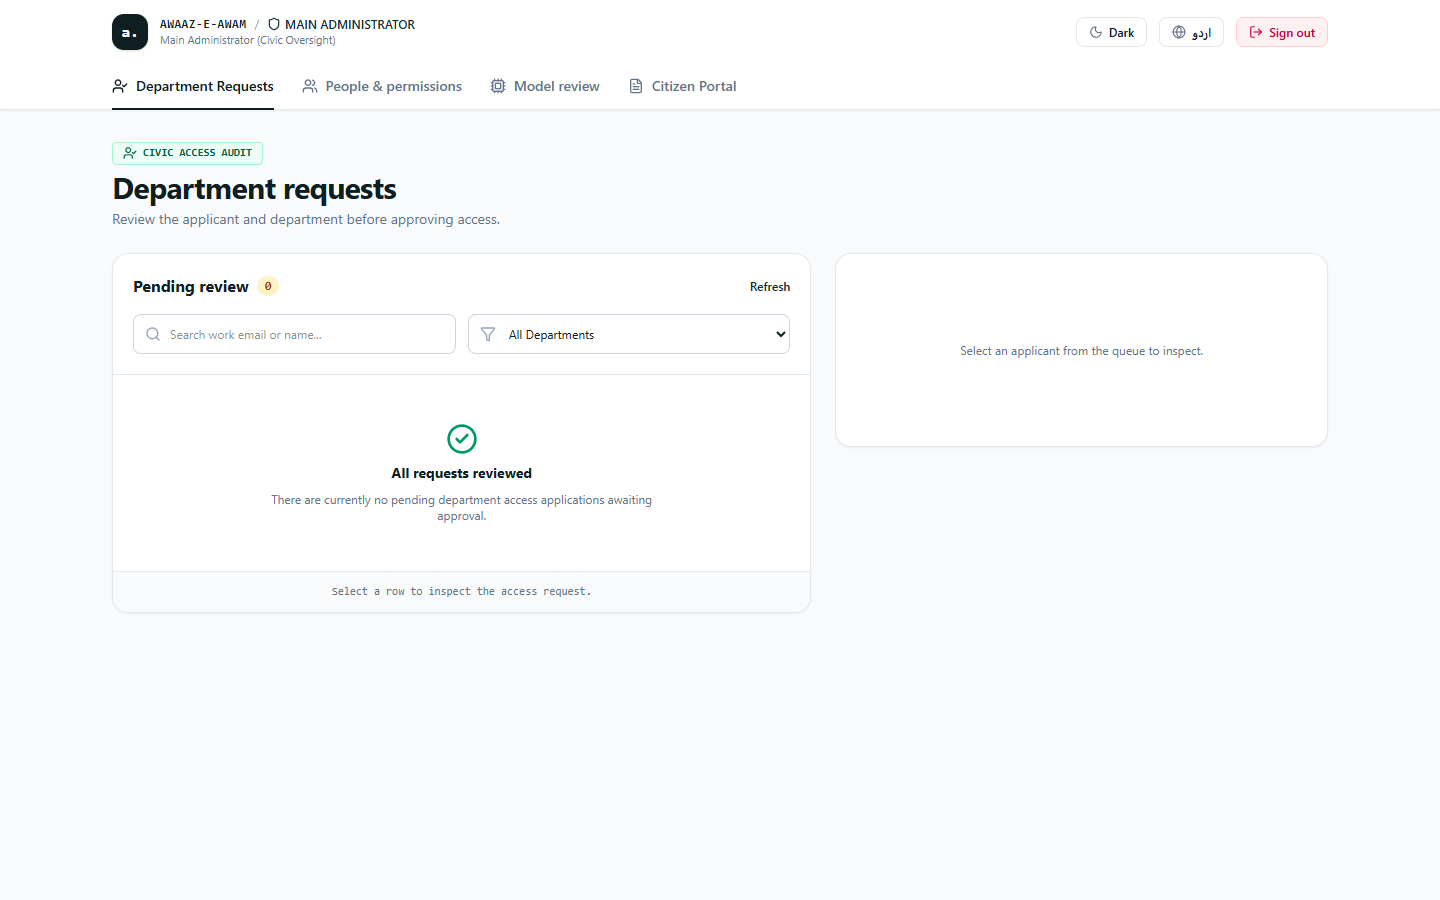 a.
AWAAZ-E-AWAM / MAIN ADMINISTRATOR
Main Administrator (Civic Oversight)
Dark
اردو
Sign out
Department Requests
People & permissions
Model review
Citizen Portal
CIVIC ACCESS AUDIT
Department requests
Review the applicant and department before approving access.
Pending review 0
Refresh
Search work email or name...
All Departments
All requests reviewed
There are currently no pending department access applications awaiting
approval.
Select a row to inspect the access request.
Select an applicant from the queue to inspect.